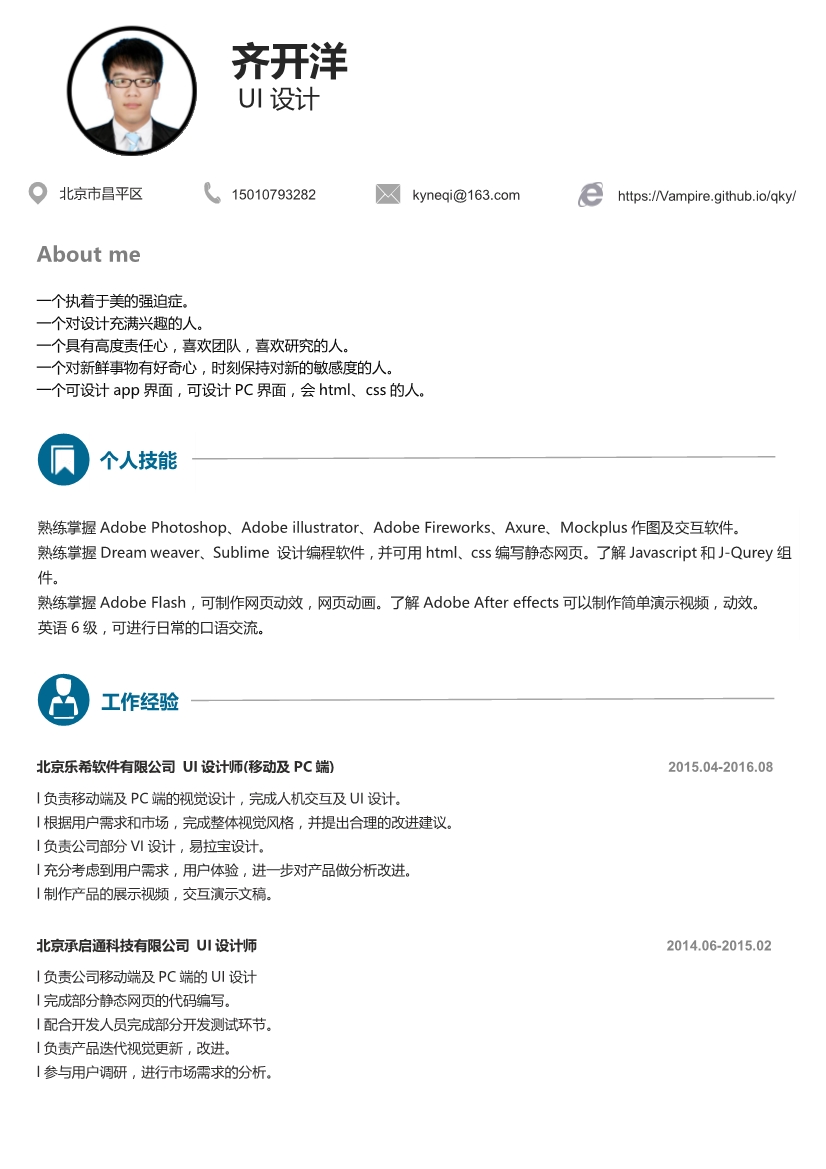 齐开洋
UI 设计
北京市昌平区
15010793282
kyneqi@163.com
https://Vampire.github.io/qky/
About me
一个执着于美的强迫症。
一个对设计充满兴趣的人。
一个具有高度责任心，喜欢团队，喜欢研究的人。
一个对新鲜事物有好奇心，时刻保持对新的敏感度的人。
一个可设计 app 界面，可设计 PC 界面，会 html、css 的人。
个人技能
熟练掌握 Adobe Photoshop、Adobe illustrator、Adobe Fireworks、Axure、Mockplus 作图及交互软件。
熟练掌握 Dream weaver、Sublime 设计编程软件，并可用 html、css 编写静态网页。了解 Javascript 和 J-Qurey 组
件。
熟练掌握 Adobe Flash，可制作网页动效，网页动画。了解 Adobe After effects 可以制作简单演示视频，动效。
英语 6 级，可进行日常的口语交流。
工作经验
北京乐希软件有限公司 UI 设计师(移动及 PC 端) 2015.04-2016.08
l 负责移动端及 PC 端的视觉设计，完成人机交互及 UI 设计。
l 根据用户需求和市场，完成整体视觉风格，并提出合理的改进建议。
l 负责公司部分 VI 设计，易拉宝设计。
l 充分考虑到用户需求，用户体验，进一步对产品做分析改进。
l 制作产品的展示视频，交互演示文稿。
北京承启通科技有限公司 UI 设计师 2014.06-2015.02
l 负责公司移动端及 PC 端的 UI 设计
l 完成部分静态网页的代码编写。
l 配合开发人员完成部分开发测试环节。
l 负责产品迭代视觉更新，改进。
l 参与用户调研，进行市场需求的分析。